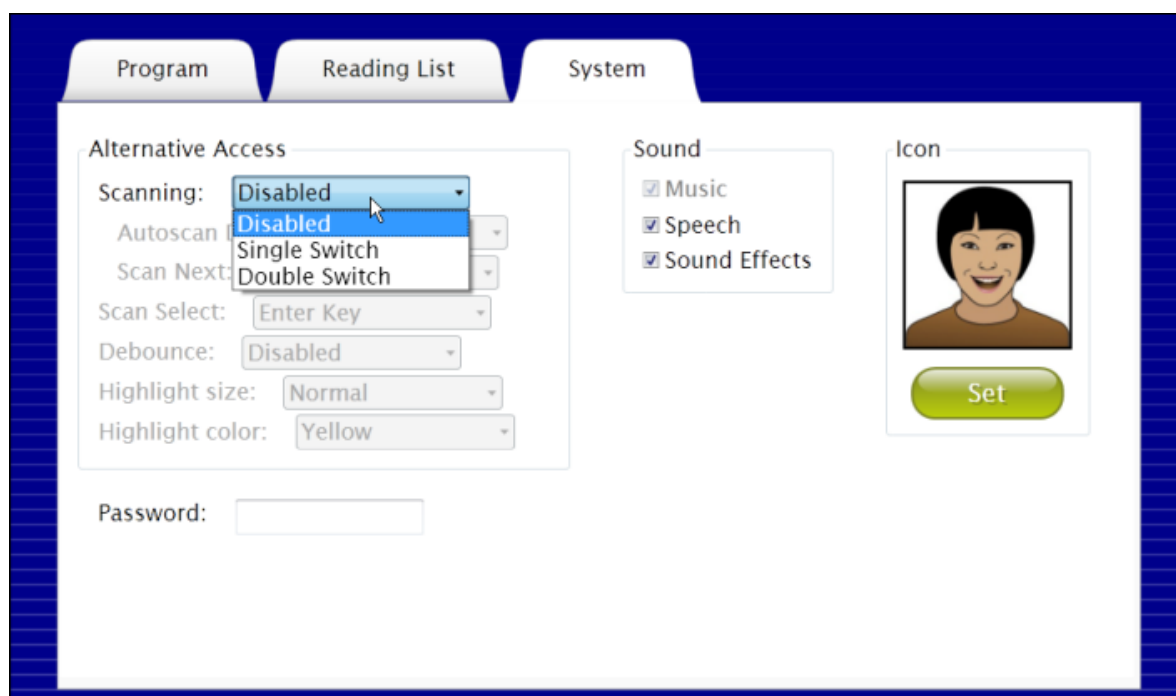 Program Reading List System
Alternative Access
Scanning: Disabled
Disabled
Single Switch
Double Switch
Autoscan
Scan Next:
Scan Select: Enter Key
Debounce: Disabled
Highlight size: Normal
Highlight color: Yellow
Password:
Sound
Music
Speech
Sound Effects
Icon
Set